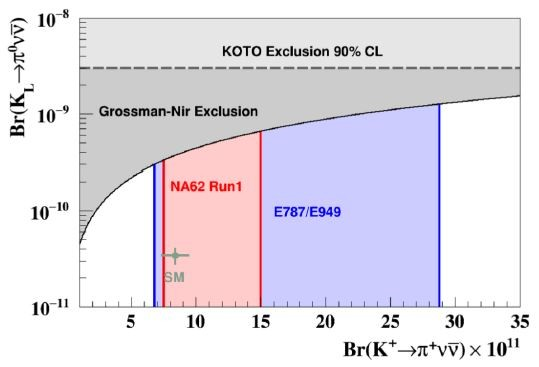 Br(K_L→π⁰νν̄)
10⁻⁸
10⁻⁹
10⁻¹⁰
10⁻¹¹
KOTO Exclusion 90% CL
Grossman-Nir Exclusion
NA62 Run1
E787/E949
SM
5 10 15 20 25 30 35
Br(K⁺→π⁺νν̄) × 10¹¹